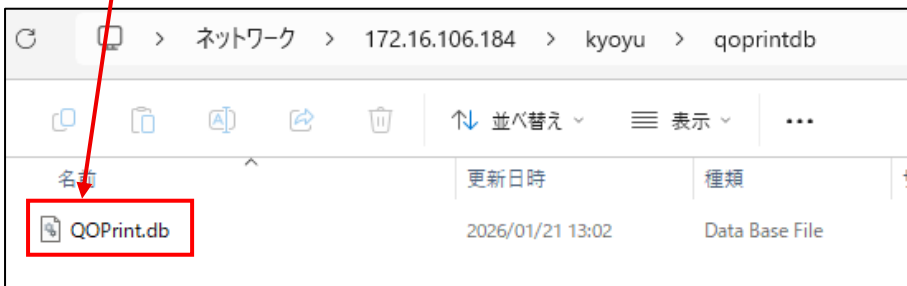 ネットワーク > 172.16.106.184 > kyoyu > qoprintdb
並べ替え 表示 ...
名前 更新日時 種類
QOPrint.db 2026/01/21 13:02 Data Base File